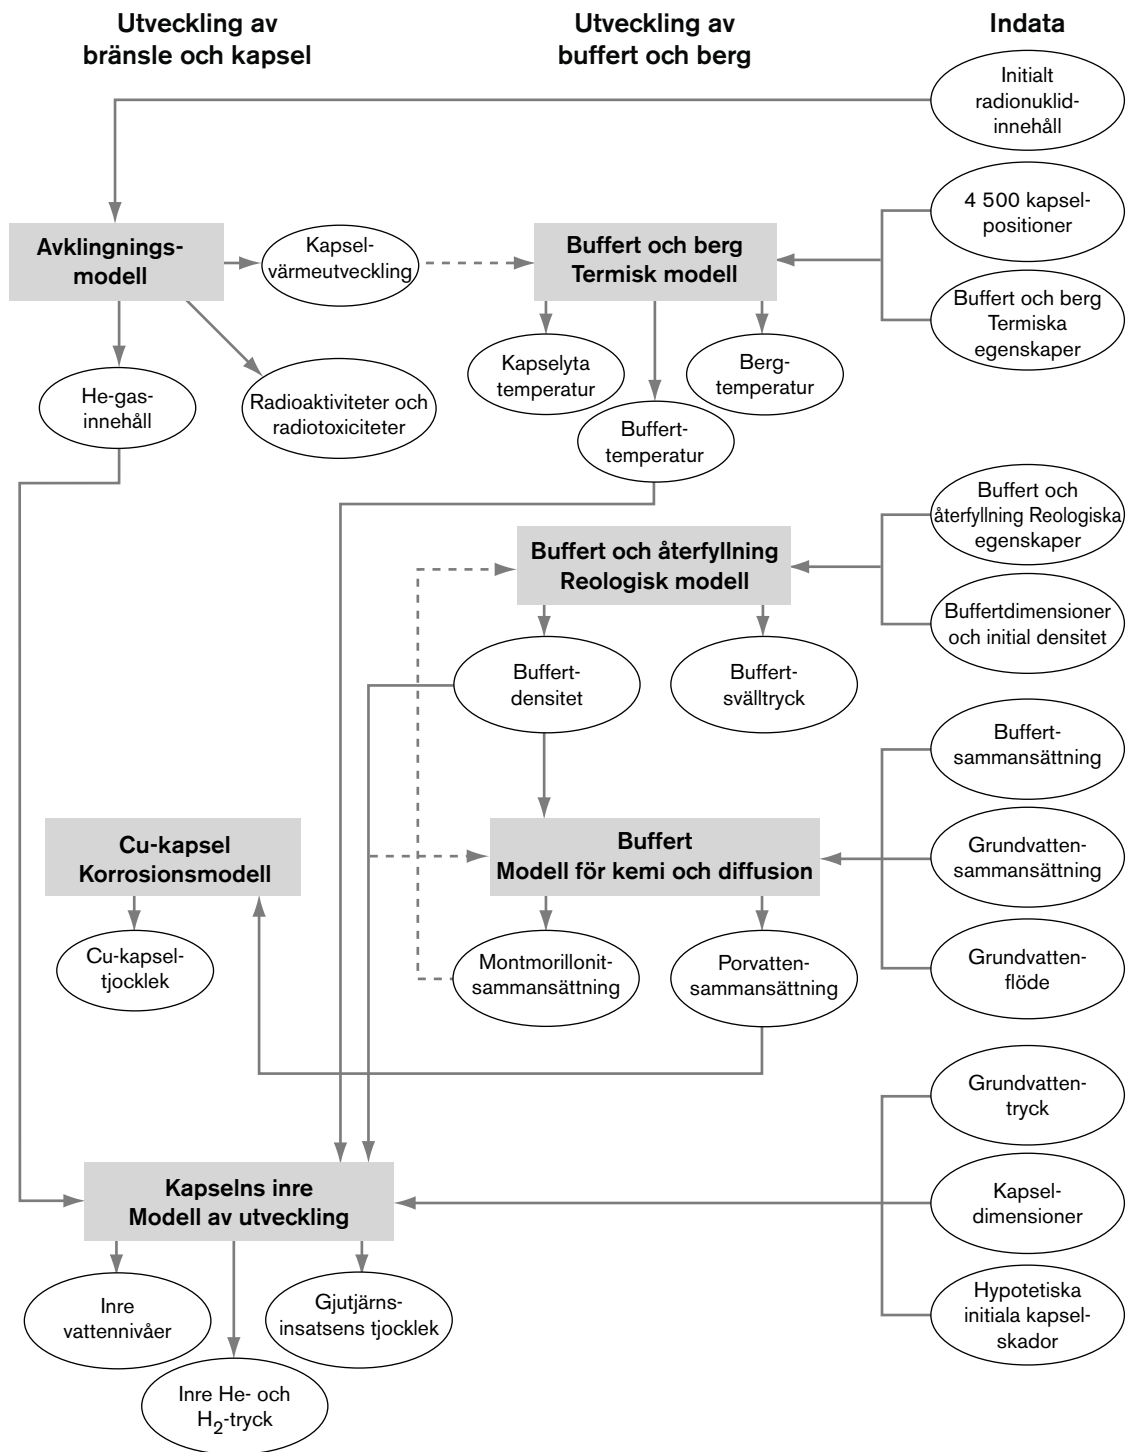 Utveckling av
bränsle och kapsel
Utveckling av
buffert och berg
Indata
Initialt
radionuklid-
innehåll
4 500 kapsel-
positioner
Avklingnings-
modell
Kapsel-
värmeutveckling
Buffert och berg
Termisk modell
Buffert och berg
Termiska
egenskaper
Kapselyta
temperatur
Berg-
temperatur
He-gas-
innehåll
Radioaktiviteter och
radiotoxiciteter
Buffert-
temperatur
Buffert och
återfyllning Reologiska
egenskaper
Buffert och återfyllning
Reologisk modell
Buffertdimensioner
och initial densitet
Buffert-
densitet
Buffert-
svälltryck
Buffert-
sammansättning
Cu-kapsel
Korrosionsmodell
Buffert
Modell för kemi och diffusion
Grundvatten-
sammansättning
Cu-kapsel-
tjocklek
Montmorillonit-
sammansättning
Porvatten-
sammansättning
Grundvatten-
flöde
Grundvatten-
tryck
Kapselns inre
Modell av utveckling
Kapsel-
dimensioner
Inre
vattennivåer
Gjutjärns-
insatsens tjocklek
Hypotetiska
initiala kapsel-
skador
Inre He- och
H2-tryck